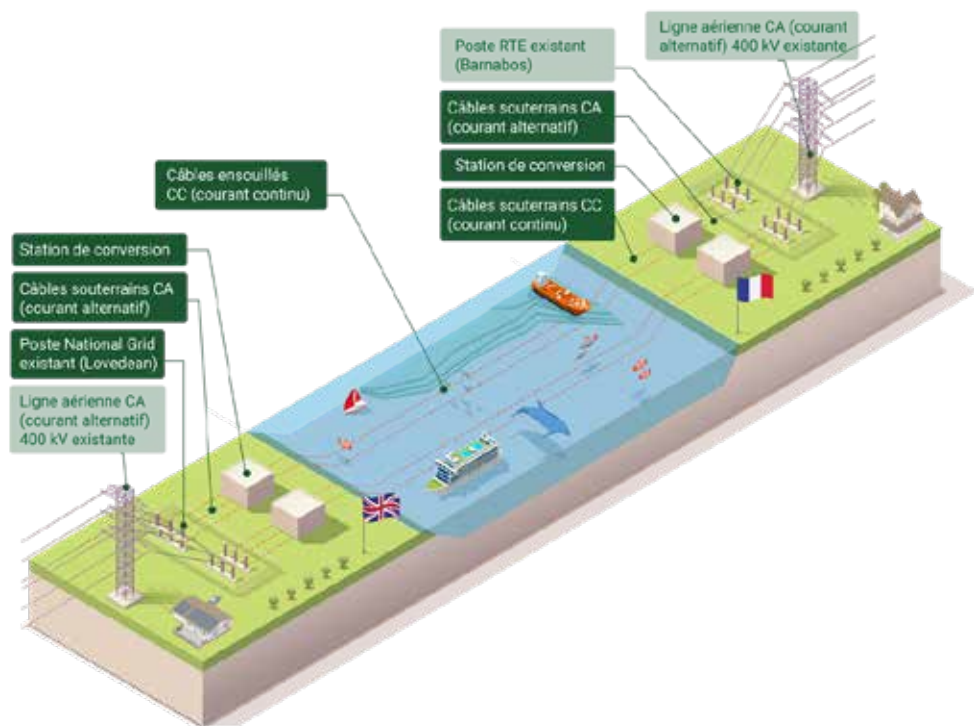 Ligne aérienne CA (courant
alternatif) 400 kV existante
Poste RTE existant
(Barnabos)
Câbles souterrains CA
(courant alternatif)
Station de conversion
Câbles souterrains CC
(courant continu)
Câbles ensouillés
CC (courant continu)
Station de conversion
Câbles souterrains CA
(courant alternatif)
Poste National Grid
existant (Lovedean)
Ligne aérienne CA
(courant alternatif)
400 kV existante